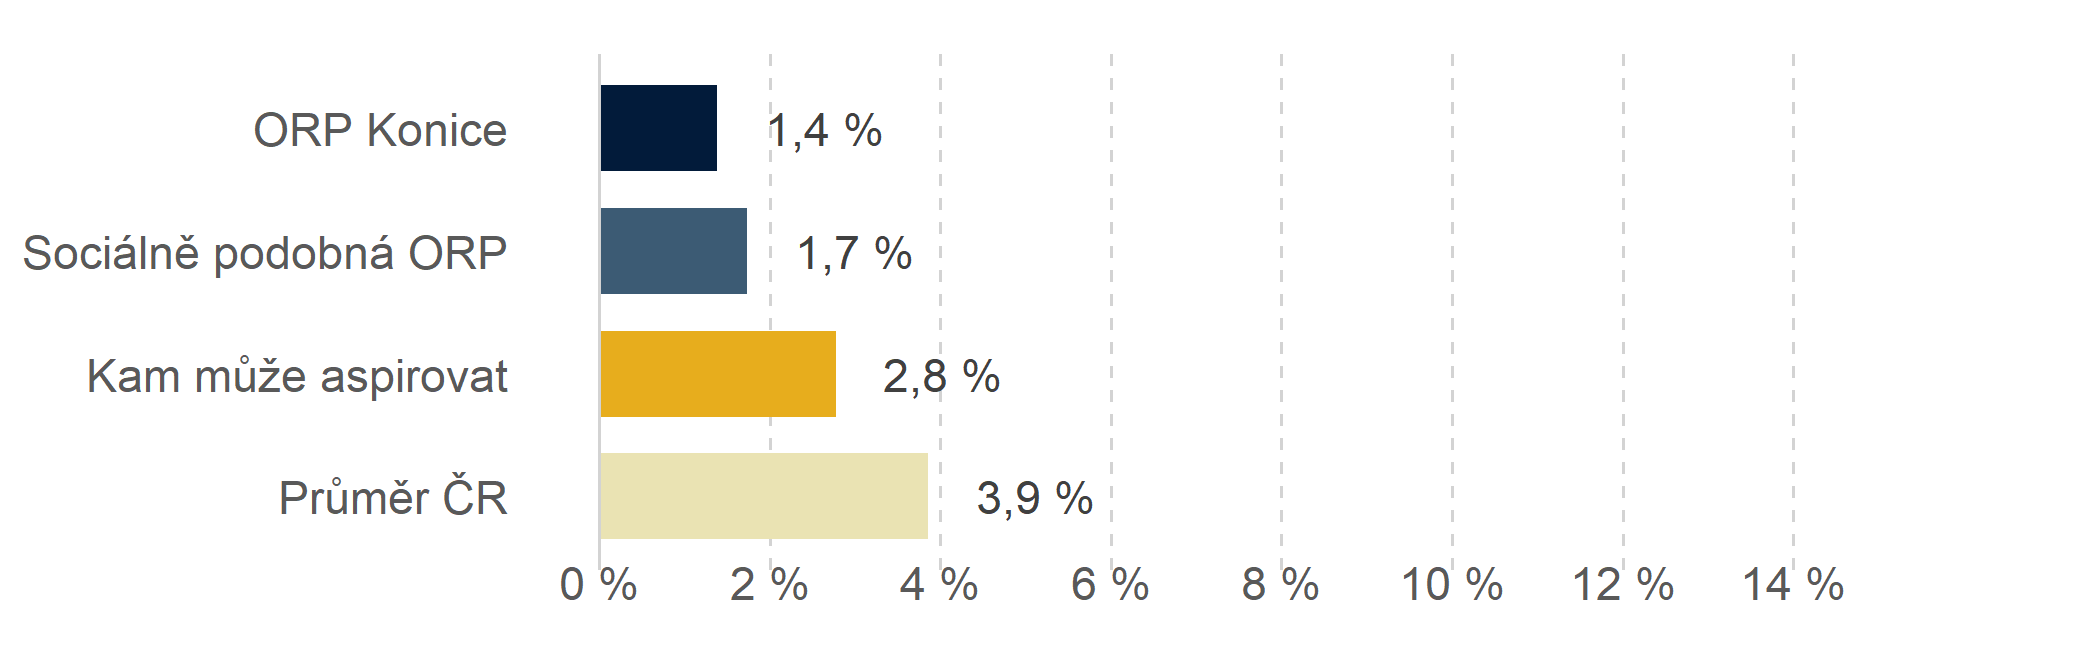 ORP Konice 1,4 %
Sociálně podobná ORP 1,7 %
Kam může aspirovat 2,8 %
Průměr ČR 3,9 %
0 % 2 % 4 % 6 % 8 % 10 % 12 % 14 %